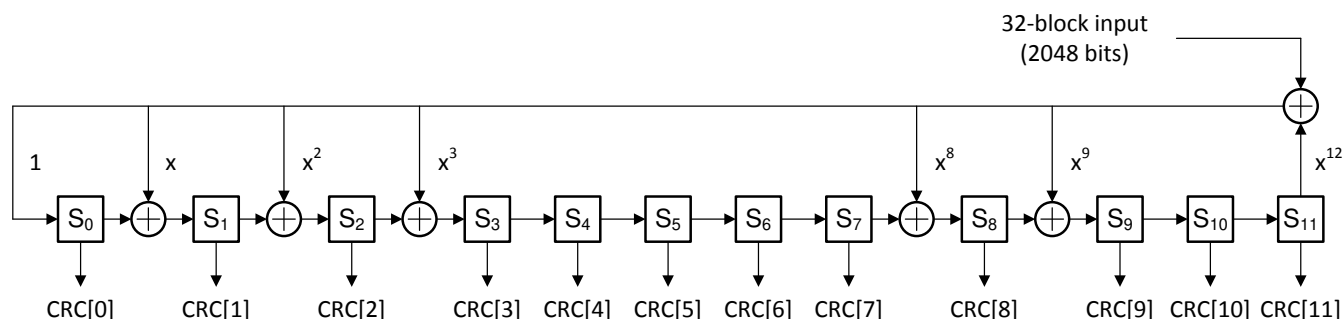 32-block input
(2048 bits)
1 x x² x³ x⁸ x⁹ x¹²
S₀ S₁ S₂ S₃ S₄ S₅ S₆ S₇ S₈ S₉ S₁₀ S₁₁
CRC[0] CRC[1] CRC[2] CRC[3] CRC[4] CRC[5] CRC[6] CRC[7] CRC[8] CRC[9] CRC[10] CRC[11]